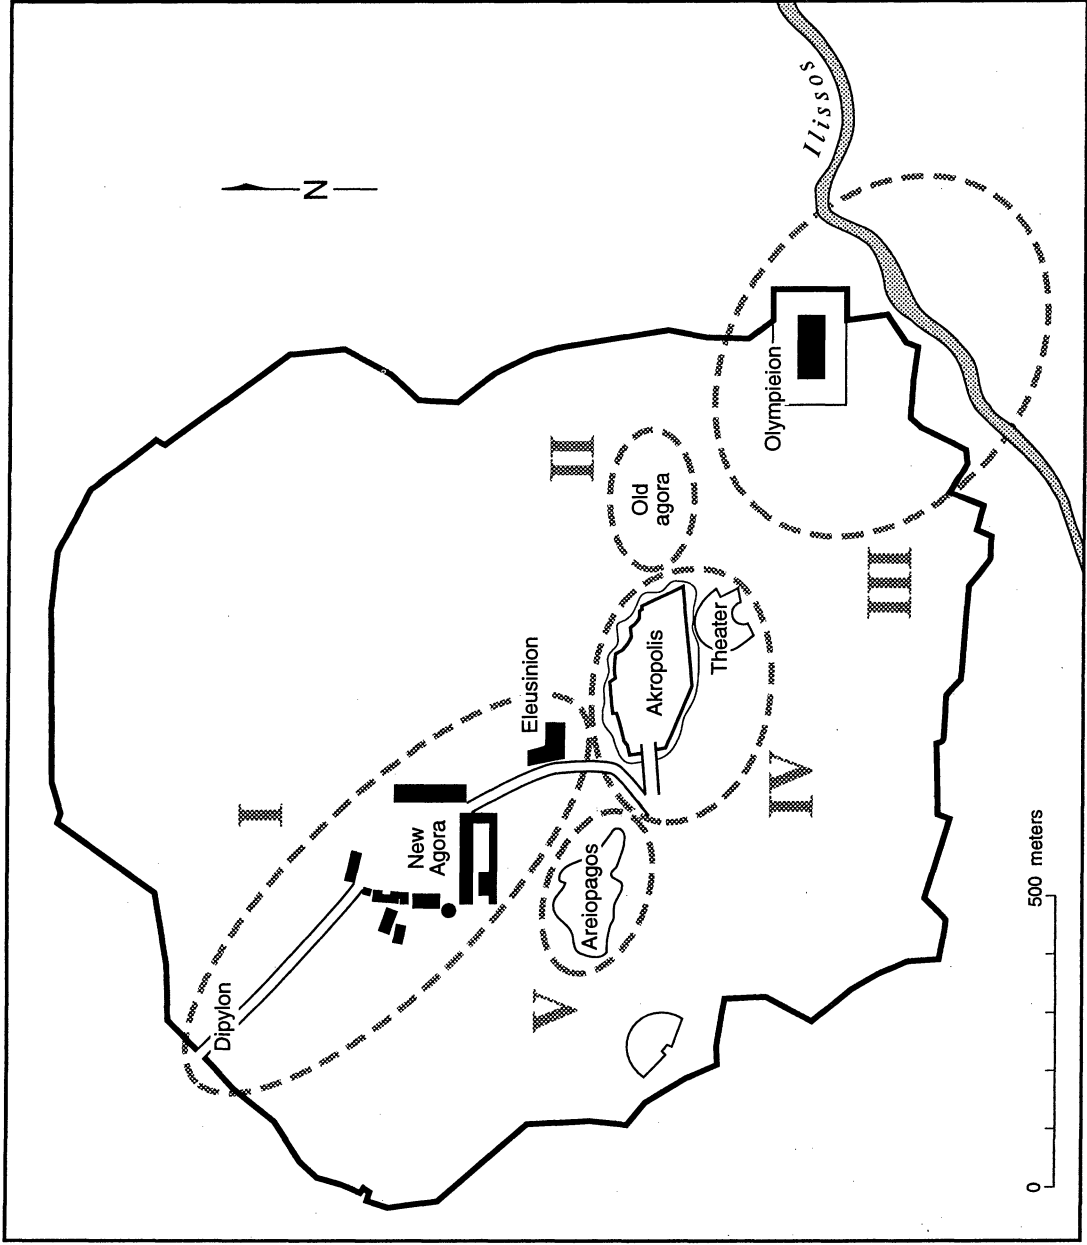 Ilissos
N
Olympieion
II
Old
agora
III
Theater
Akropolis
Eleusinion
I
IV
New
Agora
Areiopagos
V
Dipylon
0
500 meters